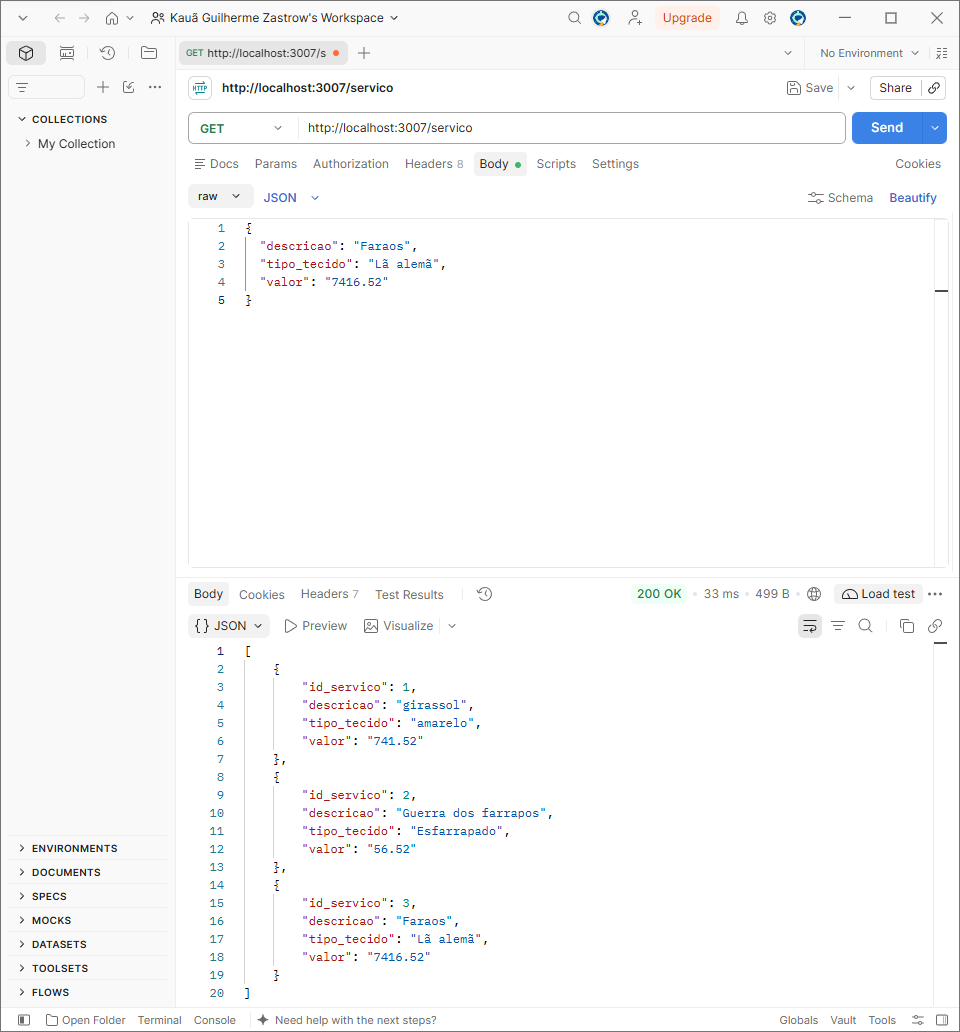 Kauã Guilherme Zastrow's Workspace Upgrade
GET http://localhost:3007/s No Environment
HTTP http://localhost:3007/servico Save Share
GET http://localhost:3007/servico Send
Docs Params Authorization Headers 8 Body Scripts Settings Cookies
raw JSON Schema Beautify
1 {
2 "descricao": "Faraos",
3 "tipo_tecido": "Lã alemã",
4 "valor": "7416.52"
5 }
COLLECTIONS
My Collection
ENVIRONMENTS
DOCUMENTS
SPECS
MOCKS
DATASETS
TOOLSETS
FLOWS
Body Cookies Headers 7 Test Results 200 OK • 33 ms • 499 B • Load test
{} JSON Preview Visualize
1 [
2 {
3 "id_servico": 1,
4 "descricao": "girassol",
5 "tipo_tecido": "amarelo",
6 "valor": "741.52"
7 },
8 {
9 "id_servico": 2,
10 "descricao": "Guerra dos farrapos",
11 "tipo_tecido": "Esfarrapado",
12 "valor": "56.52"
13 },
14 {
15 "id_servico": 3,
16 "descricao": "Faraos",
17 "tipo_tecido": "Lã alemã",
18 "valor": "7416.52"
19 }
20 ]
Open Folder Terminal Console Need help with the next steps? Globals Vault Tools